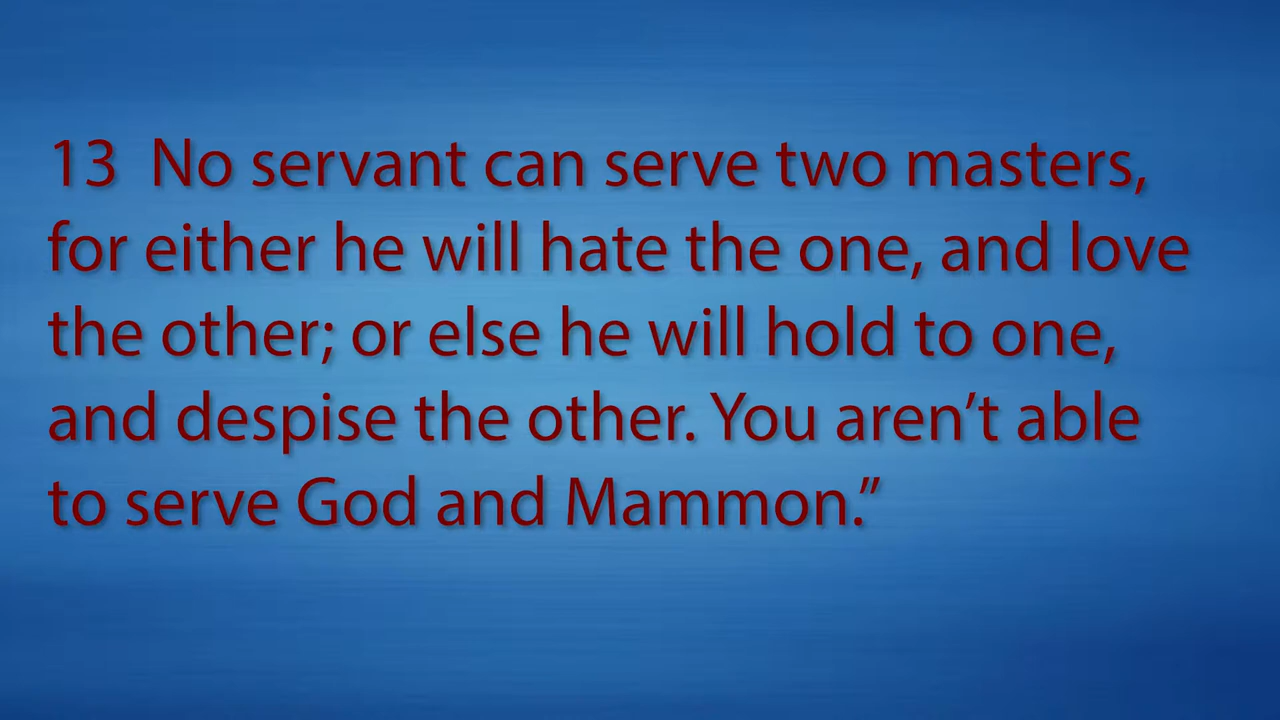 13  No servant can serve two masters,
for either he will hate the one, and love
the other; or else he will hold to one,
and despise the other. You aren’t able
to serve God and Mammon.”